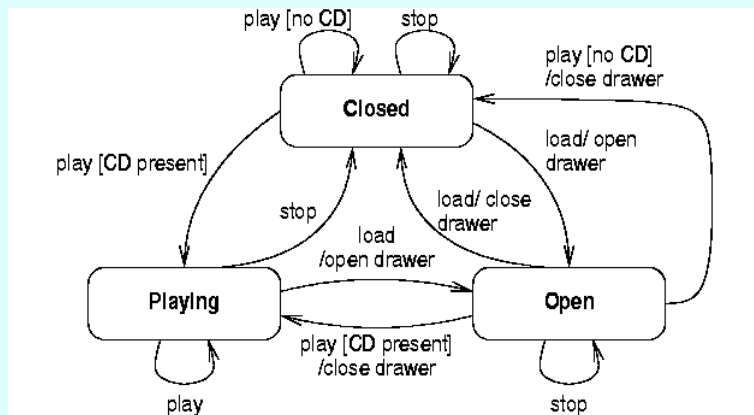 play [no CD]
stop
play [no CD]
/close drawer
Closed
load/ open
drawer
play [CD present]
stop
load/ close
drawer
load
/open drawer
Playing
Open
play [CD present]
/close drawer
play
stop